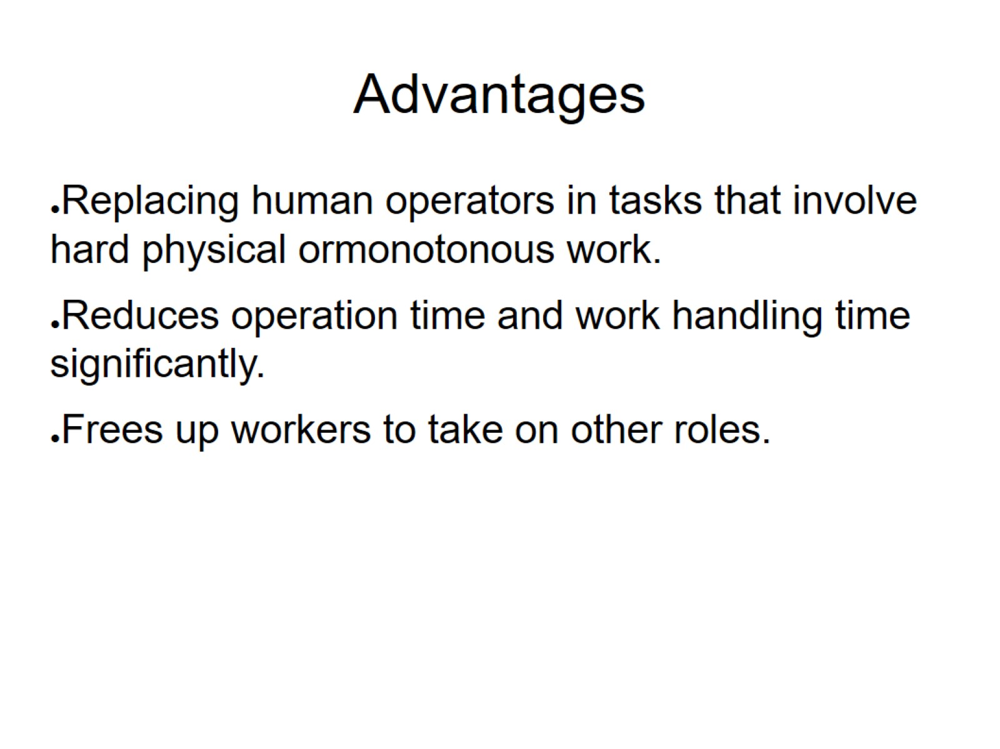 Advantages
●Replacing human operators in tasks that involve
hard physical ormonotonous work.
●Reduces operation time and work handling time
significantly.
●Frees up workers to take on other roles.